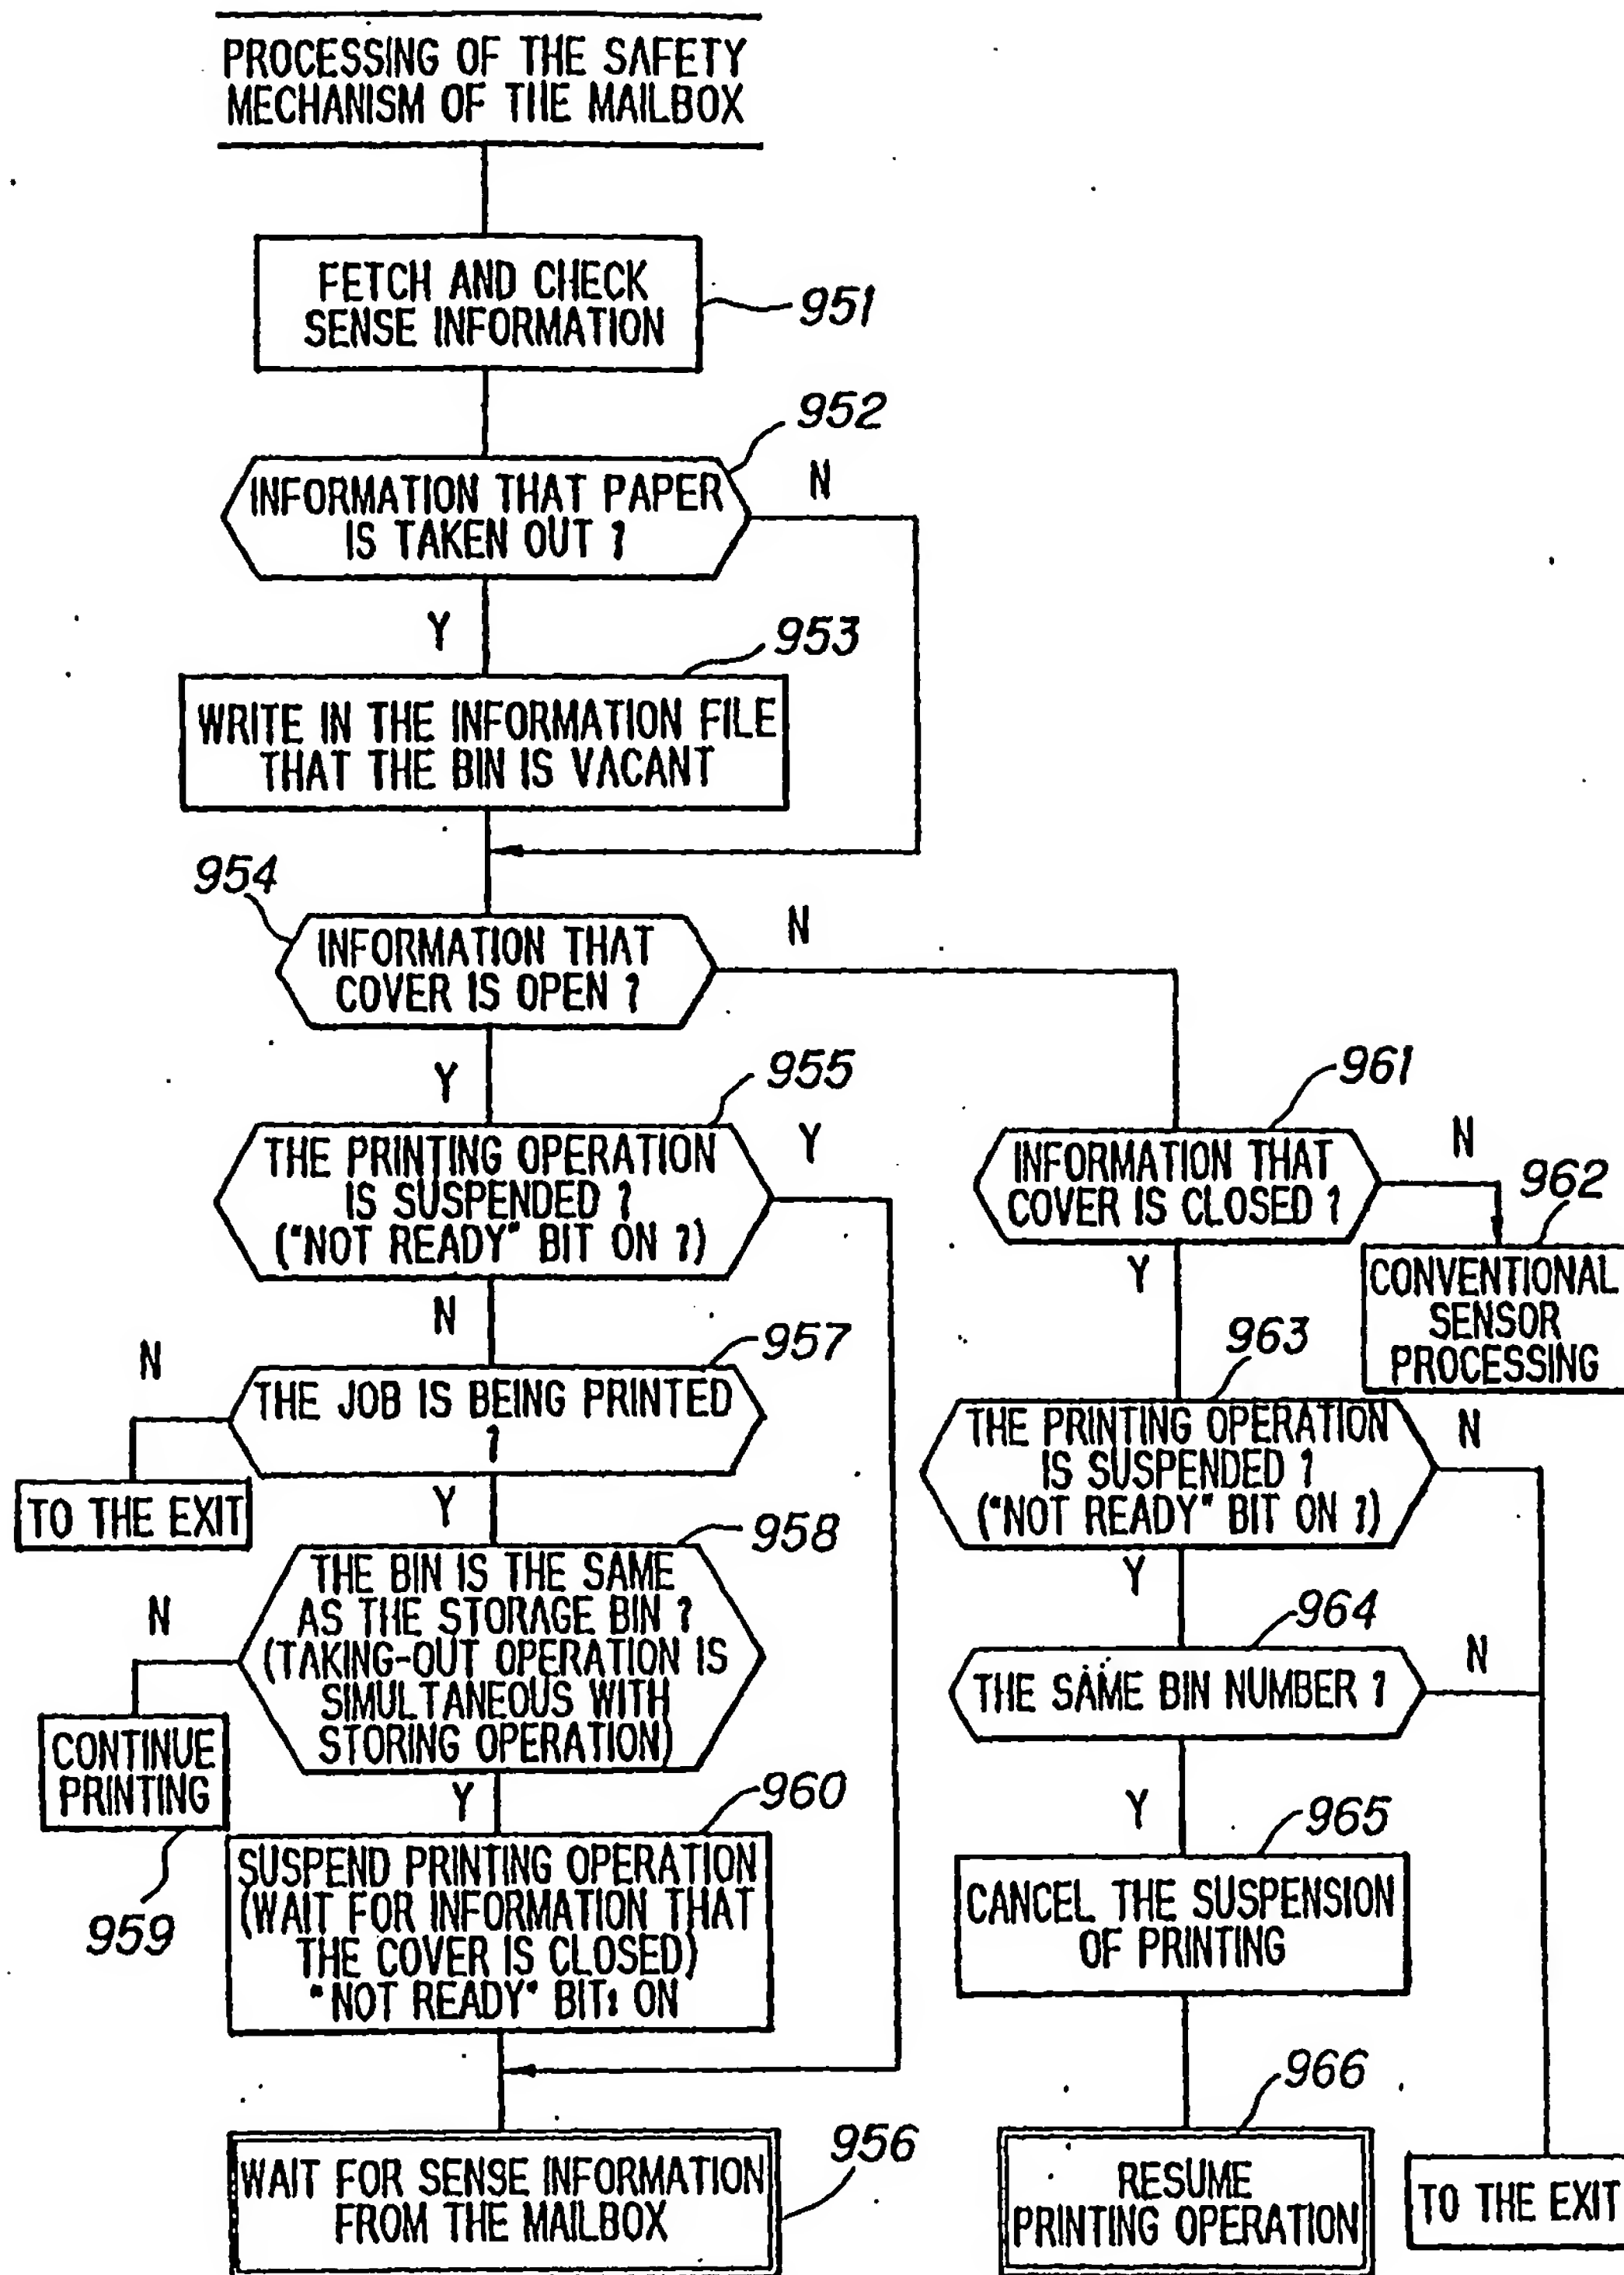 PROCESSING OF THE SAFETY
MECHANISM OF THE MAILBOX
FETCH AND CHECK
SENSE INFORMATION
951
952
INFORMATION THAT PAPER
IS TAKEN OUT ?
N
Y
953
WRITE IN THE INFORMATION FILE
THAT THE BIN IS VACANT
954
INFORMATION THAT
COVER IS OPEN ?
N
Y
955
THE PRINTING OPERATION
IS SUSPENDED ?
("NOT READY" BIT ON ?)
Y
N
957
THE JOB IS BEING PRINTED
?
N
TO THE EXIT
Y
958
THE BIN IS THE SAME
AS THE STORAGE BIN ?
(TAKING-OUT OPERATION IS
SIMULTANEOUS WITH
STORING OPERATION)
N
CONTINUE
PRINTING
959
Y
960
SUSPEND PRINTING OPERATION
(WAIT FOR INFORMATION THAT
THE COVER IS CLOSED)
"NOT READY" BIT: ON
WAIT FOR SENSE INFORMATION
FROM THE MAILBOX
956
961
INFORMATION THAT
COVER IS CLOSED ?
N
962
CONVENTIONAL
SENSOR
PROCESSING
Y
963
THE PRINTING OPERATION
IS SUSPENDED ?
("NOT READY" BIT ON ?)
N
Y
964
THE SAME BIN NUMBER ?
N
Y
965
CANCEL THE SUSPENSION
OF PRINTING
966
RESUME
PRINTING OPERATION
TO THE EXIT